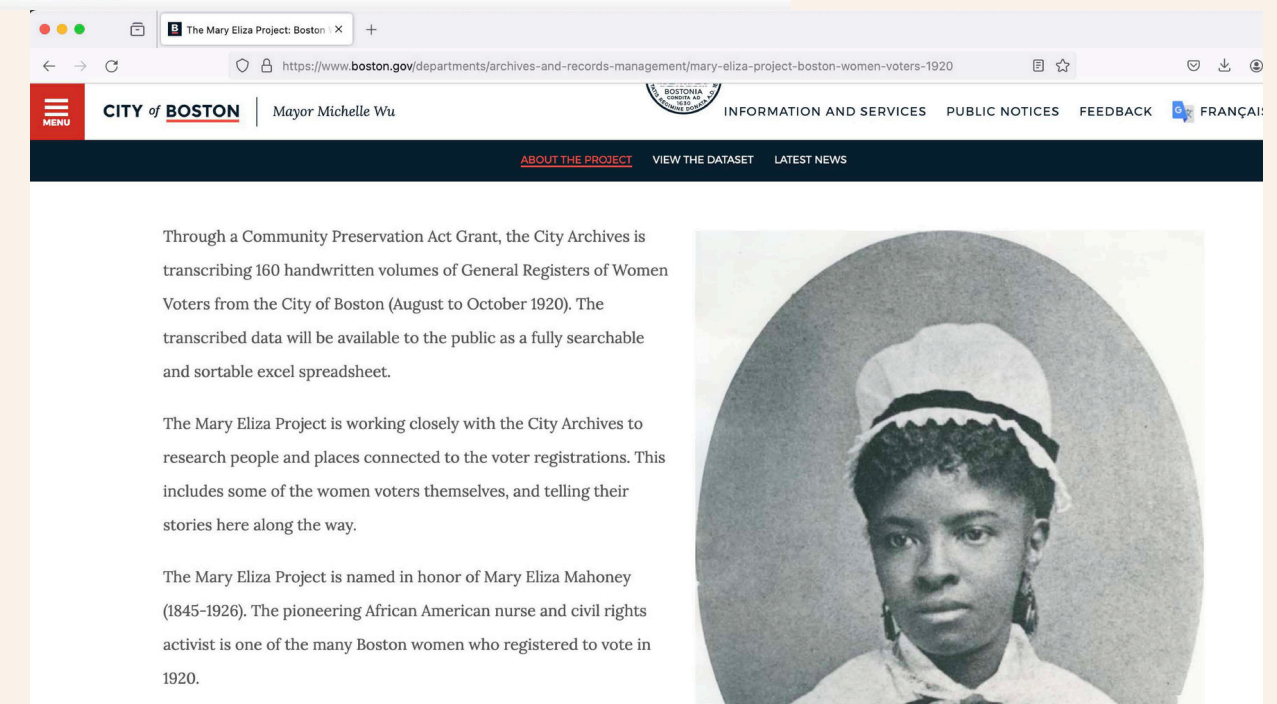 The Mary Eliza Project: Boston
https://www.boston.gov/departments/archives-and-records-management/mary-eliza-project-boston-women-voters-1920
MENU
CITY of BOSTON
Mayor Michelle Wu
BOSTONIA
CONDITA AD
1630
INFORMATION AND SERVICES
PUBLIC NOTICES
FEEDBACK
FRANÇAIS
ABOUT THE PROJECT
VIEW THE DATASET
LATEST NEWS
Through a Community Preservation Act Grant, the City Archives is
transcribing 160 handwritten volumes of General Registers of Women
Voters from the City of Boston (August to October 1920). The
transcribed data will be available to the public as a fully searchable
and sortable excel spreadsheet.
The Mary Eliza Project is working closely with the City Archives to
research people and places connected to the voter registrations. This
includes some of the women voters themselves, and telling their
stories here along the way.
The Mary Eliza Project is named in honor of Mary Eliza Mahoney
(1845-1926). The pioneering African American nurse and civil rights
activist is one of the many Boston women who registered to vote in
1920.